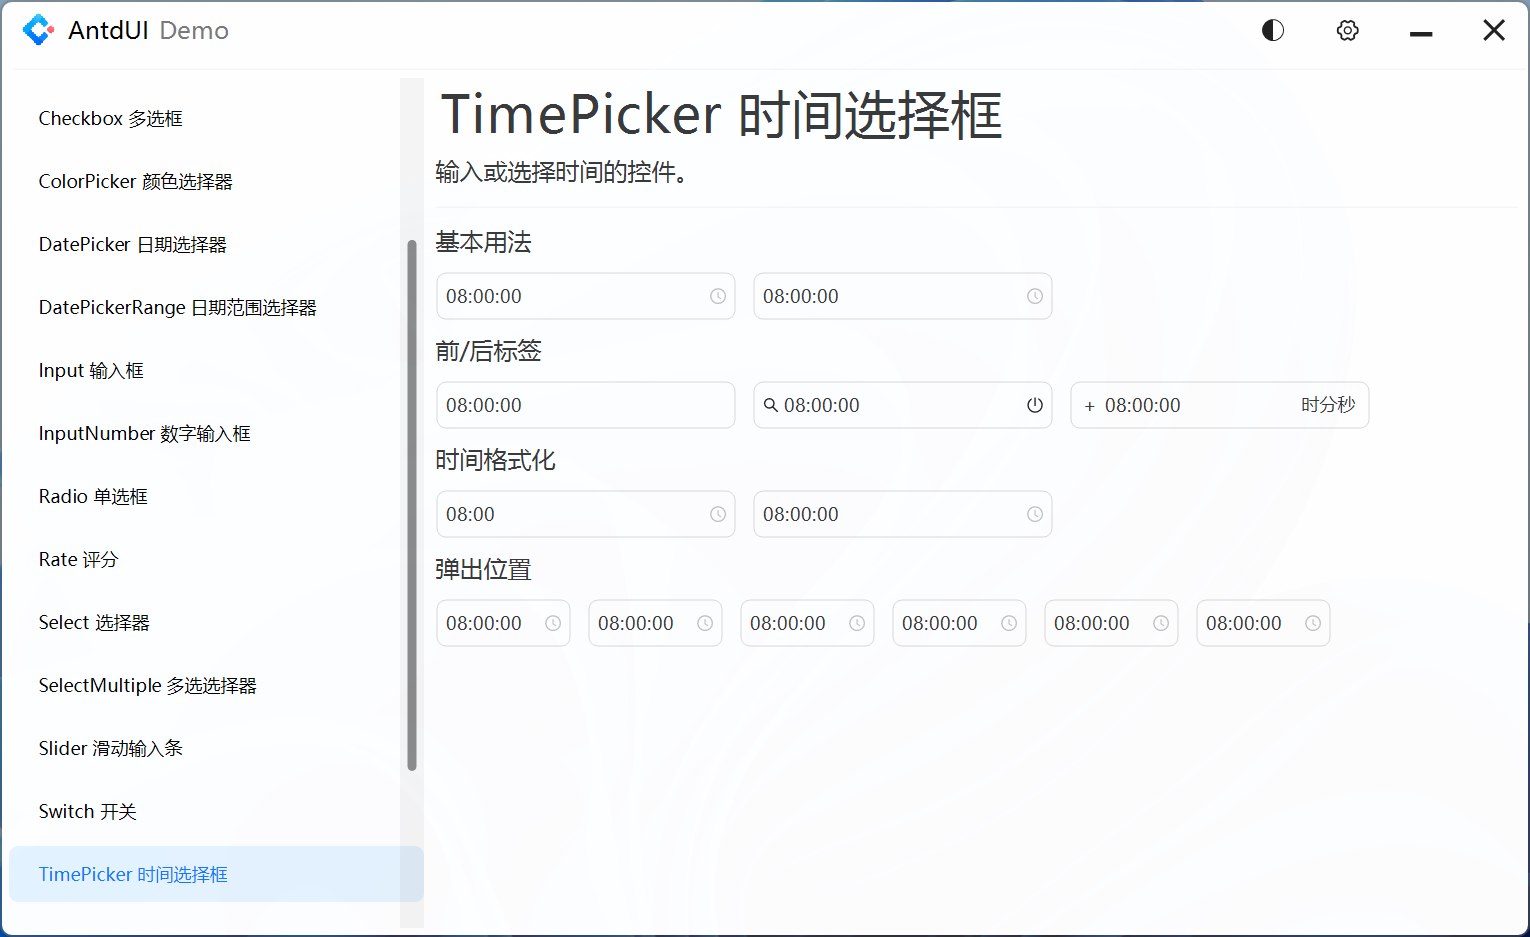 AntdUI Demo
Checkbox 多选框
ColorPicker 颜色选择器
DatePicker 日期选择器
DatePickerRange 日期范围选择器
Input 输入框
InputNumber 数字输入框
Radio 单选框
Rate 评分
Select 选择器
SelectMultiple 多选选择器
Slider 滑动输入条
Switch 开关
TimePicker 时间选择框
TimePicker 时间选择框
输入或选择时间的控件。
基本用法
08:00:00 08:00:00
前/后标签
08:00:00 08:00:00 + 08:00:00 时分秒
时间格式化
08:00 08:00:00
弹出位置
08:00:00 08:00:00 08:00:00 08:00:00 08:00:00 08:00:00